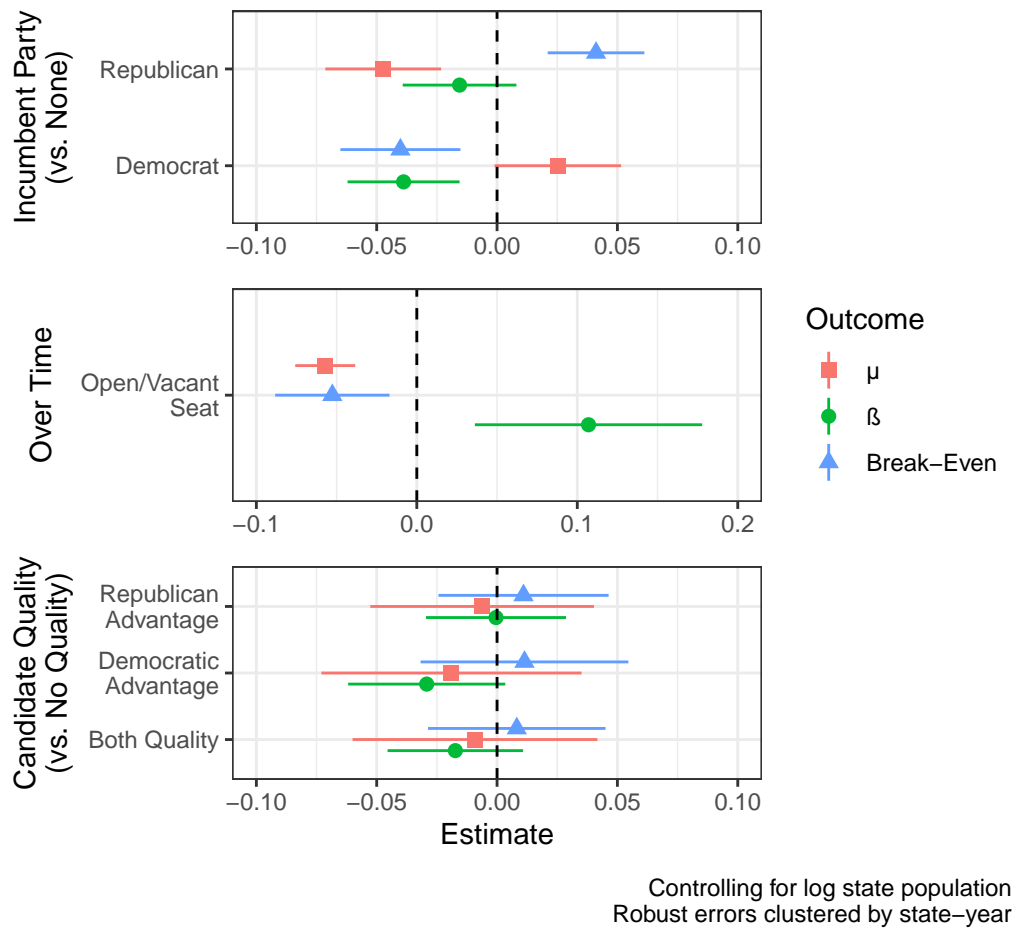 Incumbent Party
(vs. None)
Republican
Democrat
−0.10 −0.05 0.00 0.05 0.10
Over Time
Open/Vacant
Seat
−0.1 0.0 0.1 0.2
Outcome
μ
ß
Break−Even
Candidate Quality
(vs. No Quality)
Republican
Advantage
Democratic
Advantage
Both Quality
−0.10 −0.05 0.00 0.05 0.10
Estimate
Controlling for log state population
Robust errors clustered by state−year